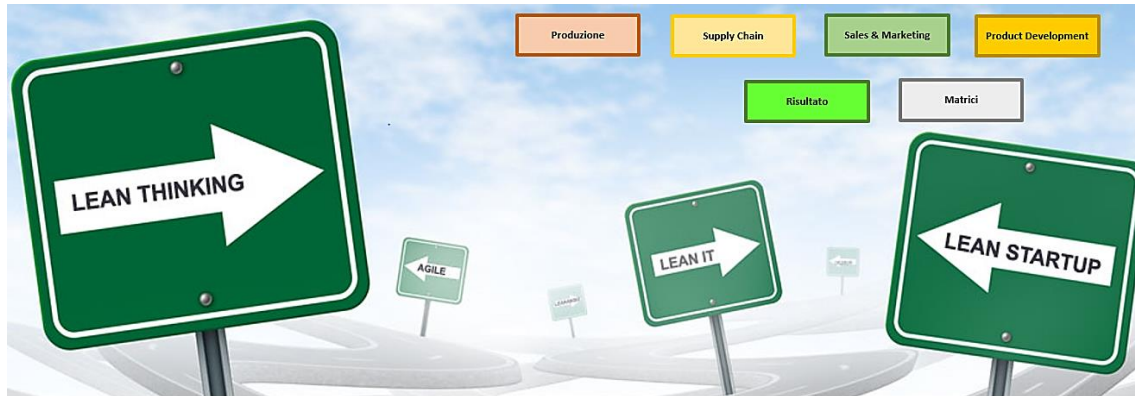 Produzione
Supply Chain
Sales & Marketing
Product Development
Risultato
Matrici
LEAN THINKING
AGILE
LEAN IT
LEAN STARTUP